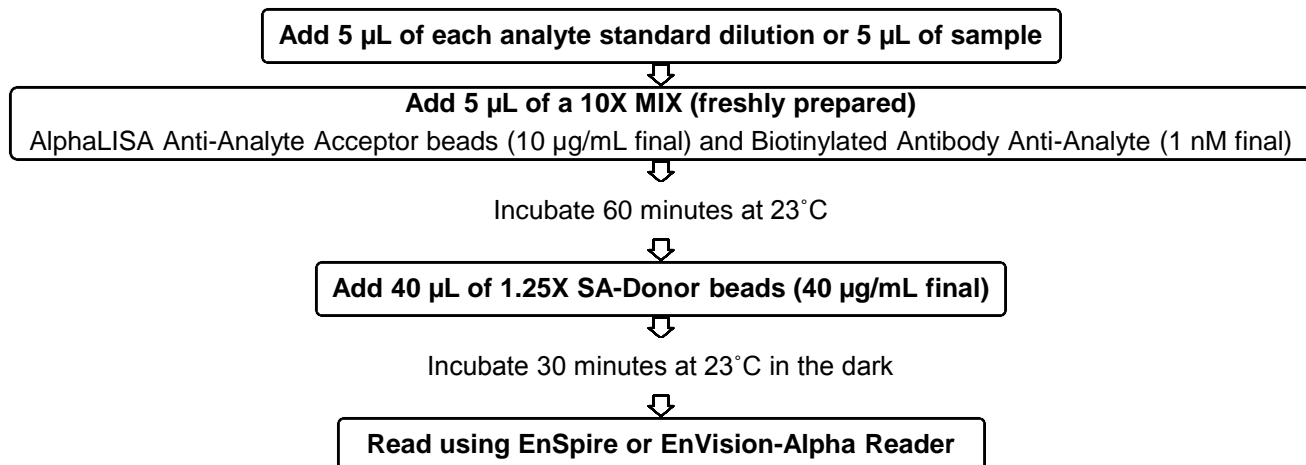 Add 5 µL of each analyte standard dilution or 5 µL of sample
Add 5 µL of a 10X MIX (freshly prepared)
AlphaLISA Anti-Analyte Acceptor beads (10 µg/mL final) and Biotinylated Antibody Anti-Analyte (1 nM final)
Incubate 60 minutes at 23˚C
Add 40 µL of 1.25X SA-Donor beads (40 µg/mL final)
Incubate 30 minutes at 23˚C in the dark
Read using EnSpire or EnVision-Alpha Reader